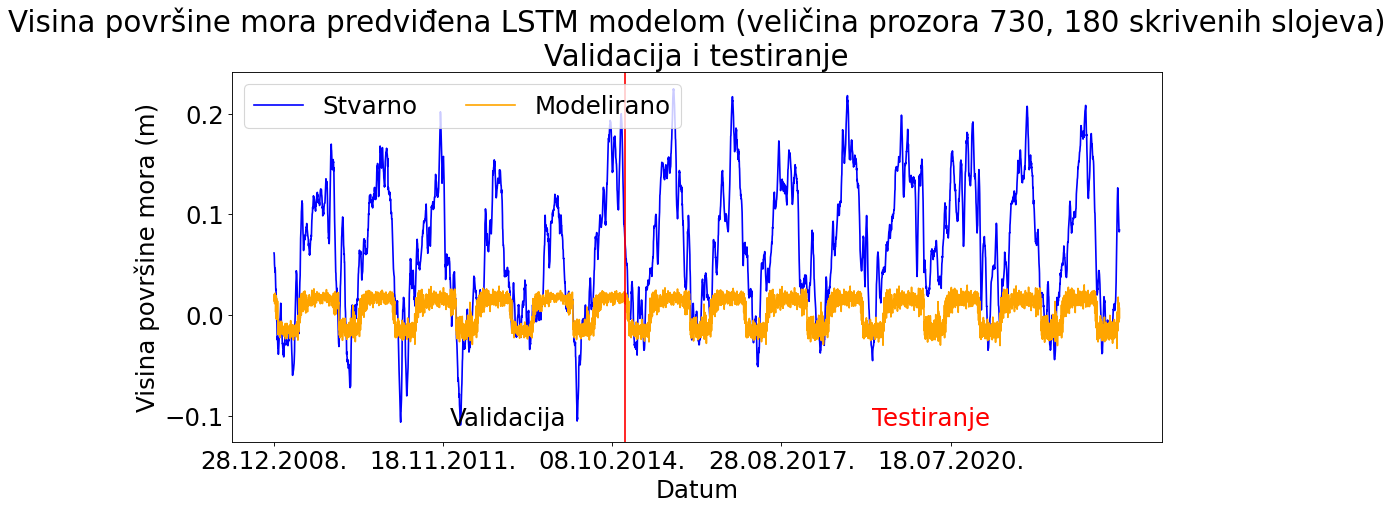 Visina površine mora predviđena LSTM modelom (veličina prozora 730, 180 skrivenih slojeva)
Validacija i testiranje
Stvarno
Modelirano
Visina površine mora (m)
0.2
0.1
0.0
−0.1
Validacija
Testiranje
28.12.2008.
18.11.2011.
08.10.2014.
28.08.2017.
18.07.2020.
Datum